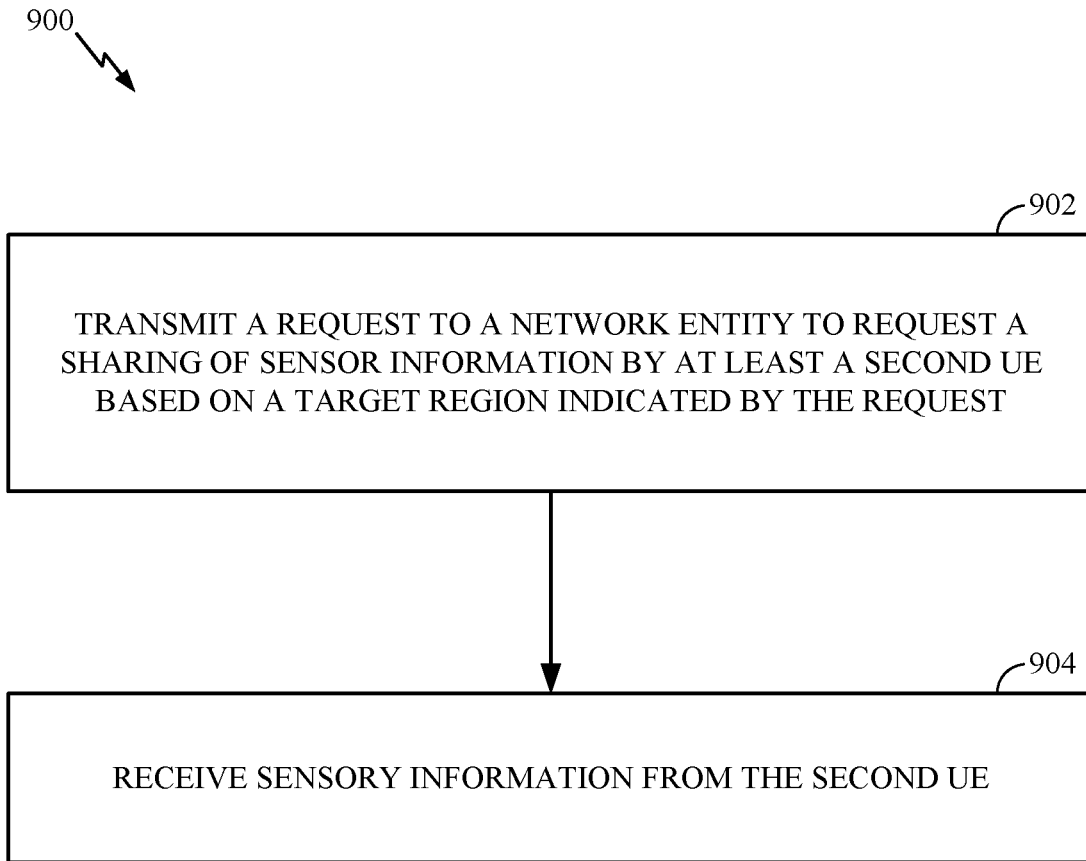 900
902
TRANSMIT A REQUEST TO A NETWORK ENTITY TO REQUEST A
SHARING OF SENSOR INFORMATION BY AT LEAST A SECOND UE
BASED ON A TARGET REGION INDICATED BY THE REQUEST
904
RECEIVE SENSORY INFORMATION FROM THE SECOND UE